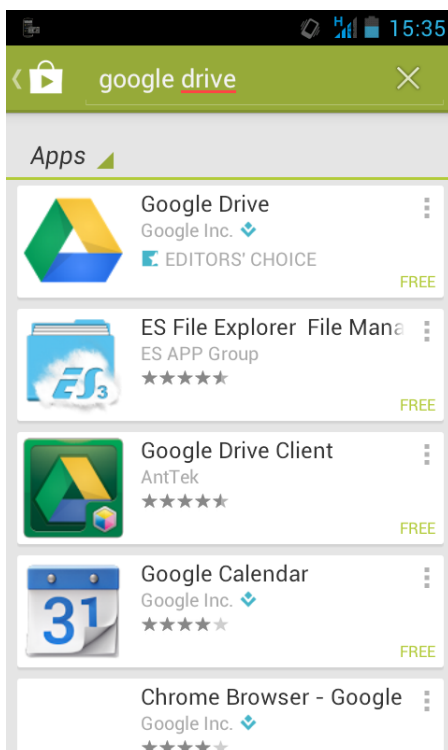 H 15:35
google drive
Apps
Google Drive
Google Inc.
EDITORS' CHOICE
FREE
ES File Explorer File Mana
ES APP Group
FREE
Google Drive Client
AntTek
FREE
31
Google Calendar
Google Inc.
FREE
Chrome Browser - Google
Google Inc.